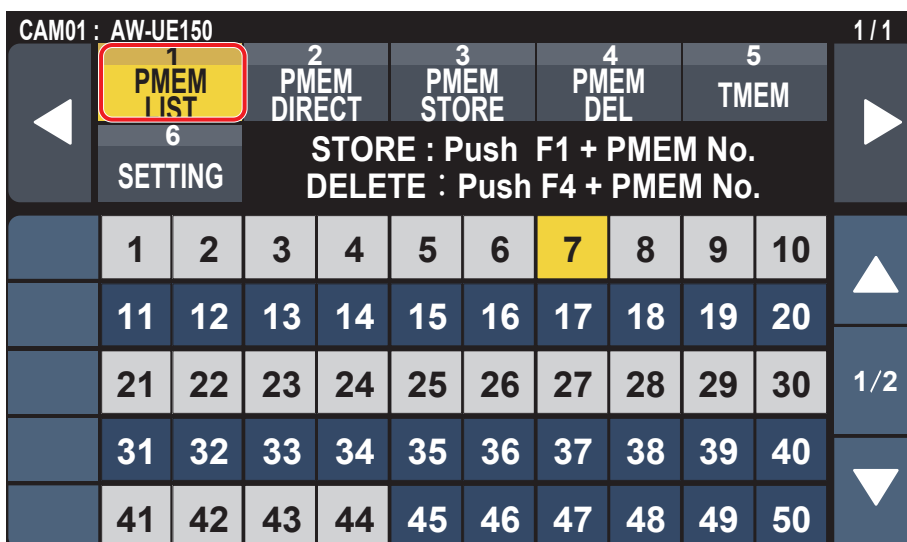 CAM01 : AW-UE150 1 / 1
1 2 3 4 5
PMEM LIST PMEM DIRECT PMEM STORE PMEM DEL TMEM
6
SETTING
STORE : Push F1 + PMEM No.
DELETE : Push F4 + PMEM No.
1 2 3 4 5 6 7 8 9 10
11 12 13 14 15 16 17 18 19 20
21 22 23 24 25 26 27 28 29 30 1/2
31 32 33 34 35 36 37 38 39 40
41 42 43 44 45 46 47 48 49 50